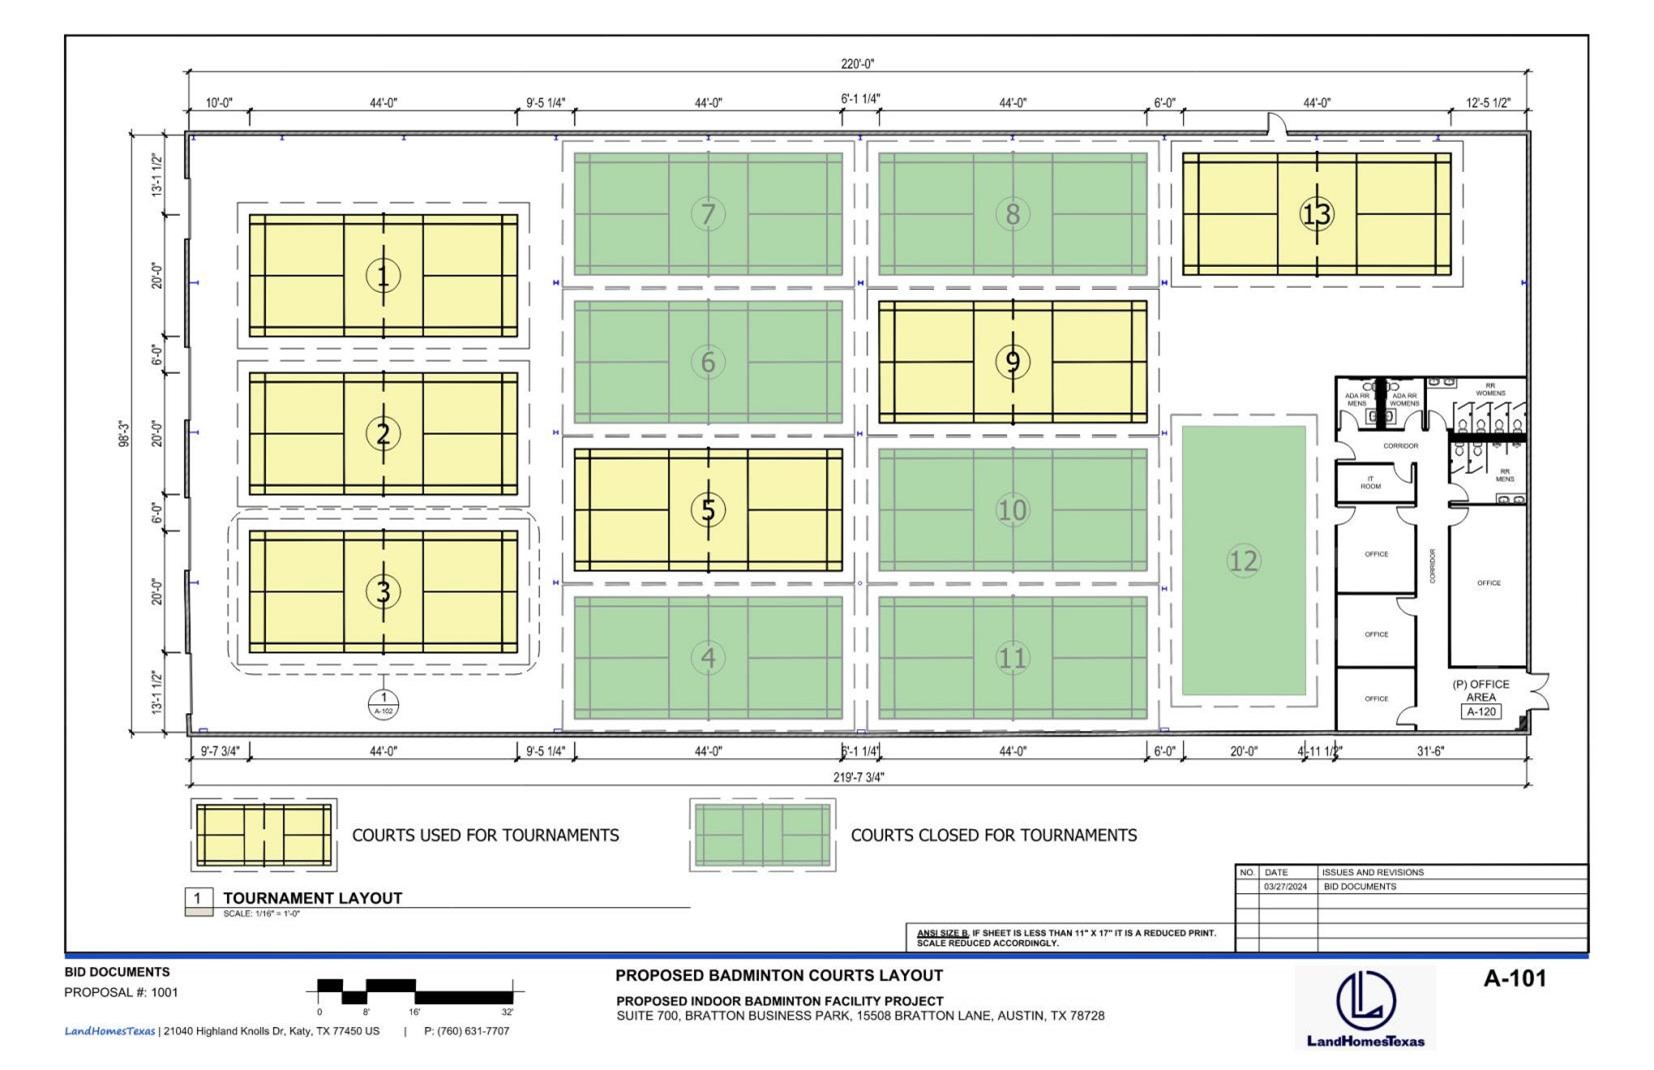 220'-0"
10'-0" 44'-0" 9'-5 1/4" 44'-0" 6'-1 1/4" 44'-0" 6'-0" 44'-0" 12'-5 1/2"
98'-3"
13'-1 1/2"
20'-0"
6'-0"
20'-0"
6'-0"
20'-0"
13'-1 1/2"
7 8 13
1
6 9
2
5 10
12
3
4 11
1
A-102
ADA RR
MENS
ADA RR
WOMENS
RR
WOMENS
CORRIDOR
IT
ROOM
RR
MENS
OFFICE
CORRIDOR
OFFICE
OFFICE
OFFICE
(P) OFFICE
AREA
A-120
9'-7 3/4" 44'-0" 9'-5 1/4" 44'-0" 6'-1 1/4" 44'-0" 6'-0" 20'-0" 4'-11 1/2" 31'-6"
219'-7 3/4"
COURTS USED FOR TOURNAMENTS
COURTS CLOSED FOR TOURNAMENTS
1 TOURNAMENT LAYOUT
SCALE: 1/16" = 1'-0"
NO. DATE ISSUES AND REVISIONS
03/27/2024 BID DOCUMENTS
ANSI SIZE B, IF SHEET IS LESS THAN 11" X 17" IT IS A REDUCED PRINT.
SCALE REDUCED ACCORDINGLY.
BID DOCUMENTS
PROPOSAL #: 1001
0 8' 16' 32'
LandHomesTexas | 21040 Highland Knolls Dr, Katy, TX 77450 US | P: (760) 631-7707
PROPOSED BADMINTON COURTS LAYOUT
PROPOSED INDOOR BADMINTON FACILITY PROJECT
SUITE 700, BRATTON BUSINESS PARK, 15508 BRATTON LANE, AUSTIN, TX 78728
LandHomesTexas
A-101